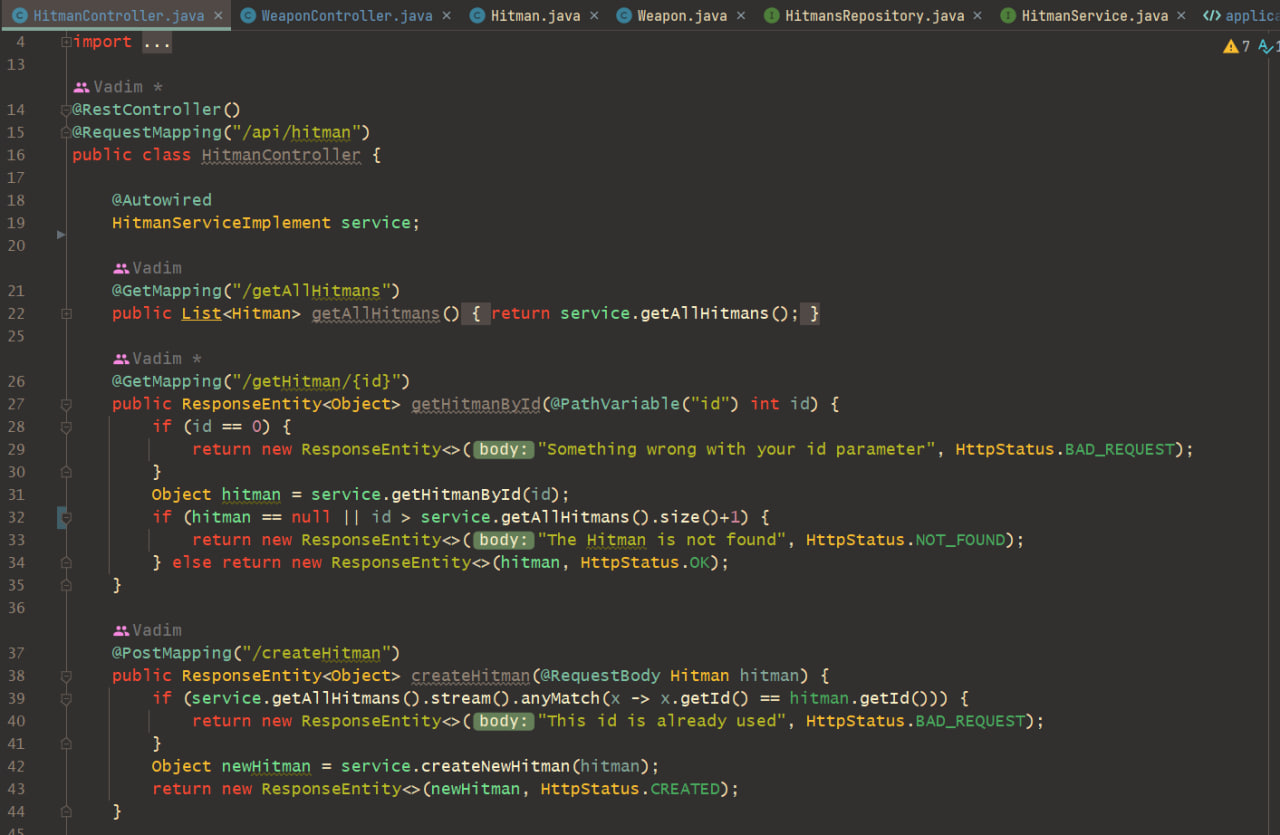 HitmanController.java × WeaponController.java × Hitman.java × Weapon.java × HitmansRepository.java × HitmanService.java × </> applica
4 import ... 7
13
Vadim *
14 @RestController()
15 @RequestMapping("/api/hitman")
16 public class HitmanController {
17
18 @Autowired
19 HitmanServiceImplement service;
20
Vadim
21 @GetMapping("/getAllHitmans")
22 public List<Hitman> getAllHitmans() { return service.getAllHitmans(); }
25
Vadim *
26 @GetMapping("/getHitman/{id}")
27 public ResponseEntity<Object> getHitmanById(@PathVariable("id") int id) {
28 if (id == 0) {
29 return new ResponseEntity<>( body: "Something wrong with your id parameter", HttpStatus.BAD_REQUEST);
30 }
31 Object hitman = service.getHitmanById(id);
32 if (hitman == null || id > service.getAllHitmans().size()+1) {
33 return new ResponseEntity<>( body: "The Hitman is not found", HttpStatus.NOT_FOUND);
34 } else return new ResponseEntity<>(hitman, HttpStatus.OK);
35 }
36
Vadim
37 @PostMapping("/createHitman")
38 public ResponseEntity<Object> createHitman(@RequestBody Hitman hitman) {
39 if (service.getAllHitmans().stream().anyMatch(x -> x.getId() == hitman.getId())) {
40 return new ResponseEntity<>( body: "This id is already used", HttpStatus.BAD_REQUEST);
41 }
42 Object newHitman = service.createNewHitman(hitman);
43 return new ResponseEntity<>(newHitman, HttpStatus.CREATED);
44 }
45